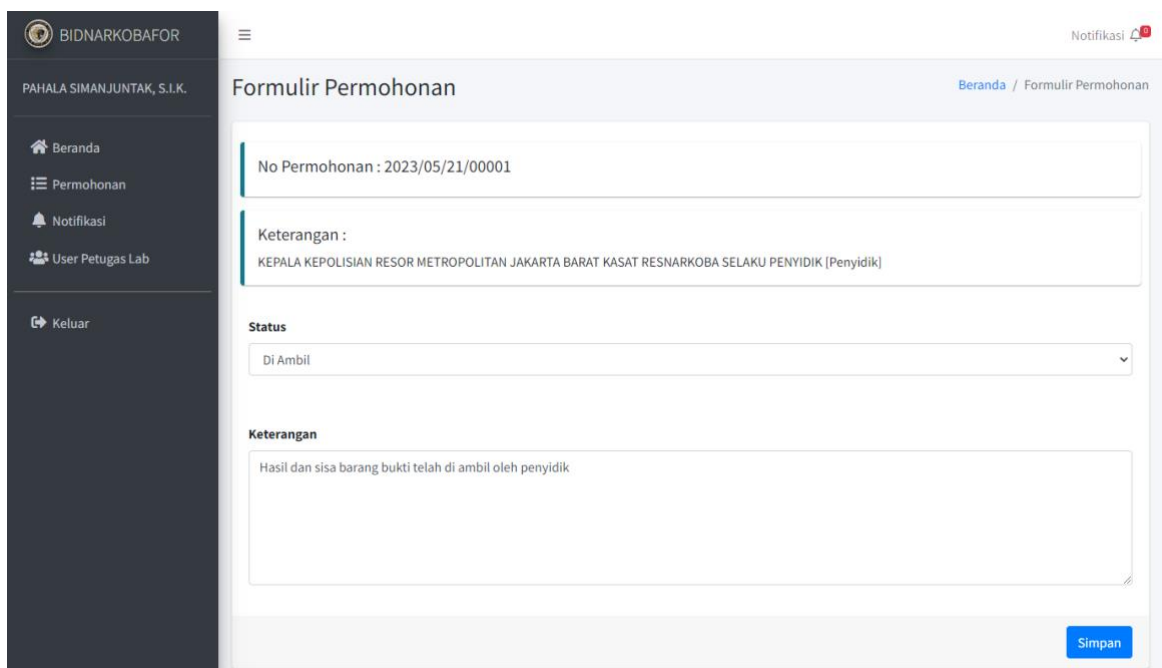 BIDNARKOBAFOR
Notifikasi 0
PAHALA SIMANJUNTAK, S.I.K.
Formulir Permohonan
Beranda / Formulir Permohonan
Beranda
Permohonan
Notifikasi
User Petugas Lab
Keluar
No Permohonan : 2023/05/21/00001
Keterangan :
KEPALA KEPOLISIAN RESOR METROPOLITAN JAKARTA BARAT KASAT RESNARKOBA SELAKU PENYIDIK [Penyidik]
Status
Di Ambil
Keterangan
Hasil dan sisa barang bukti telah di ambil oleh penyidik
Simpan